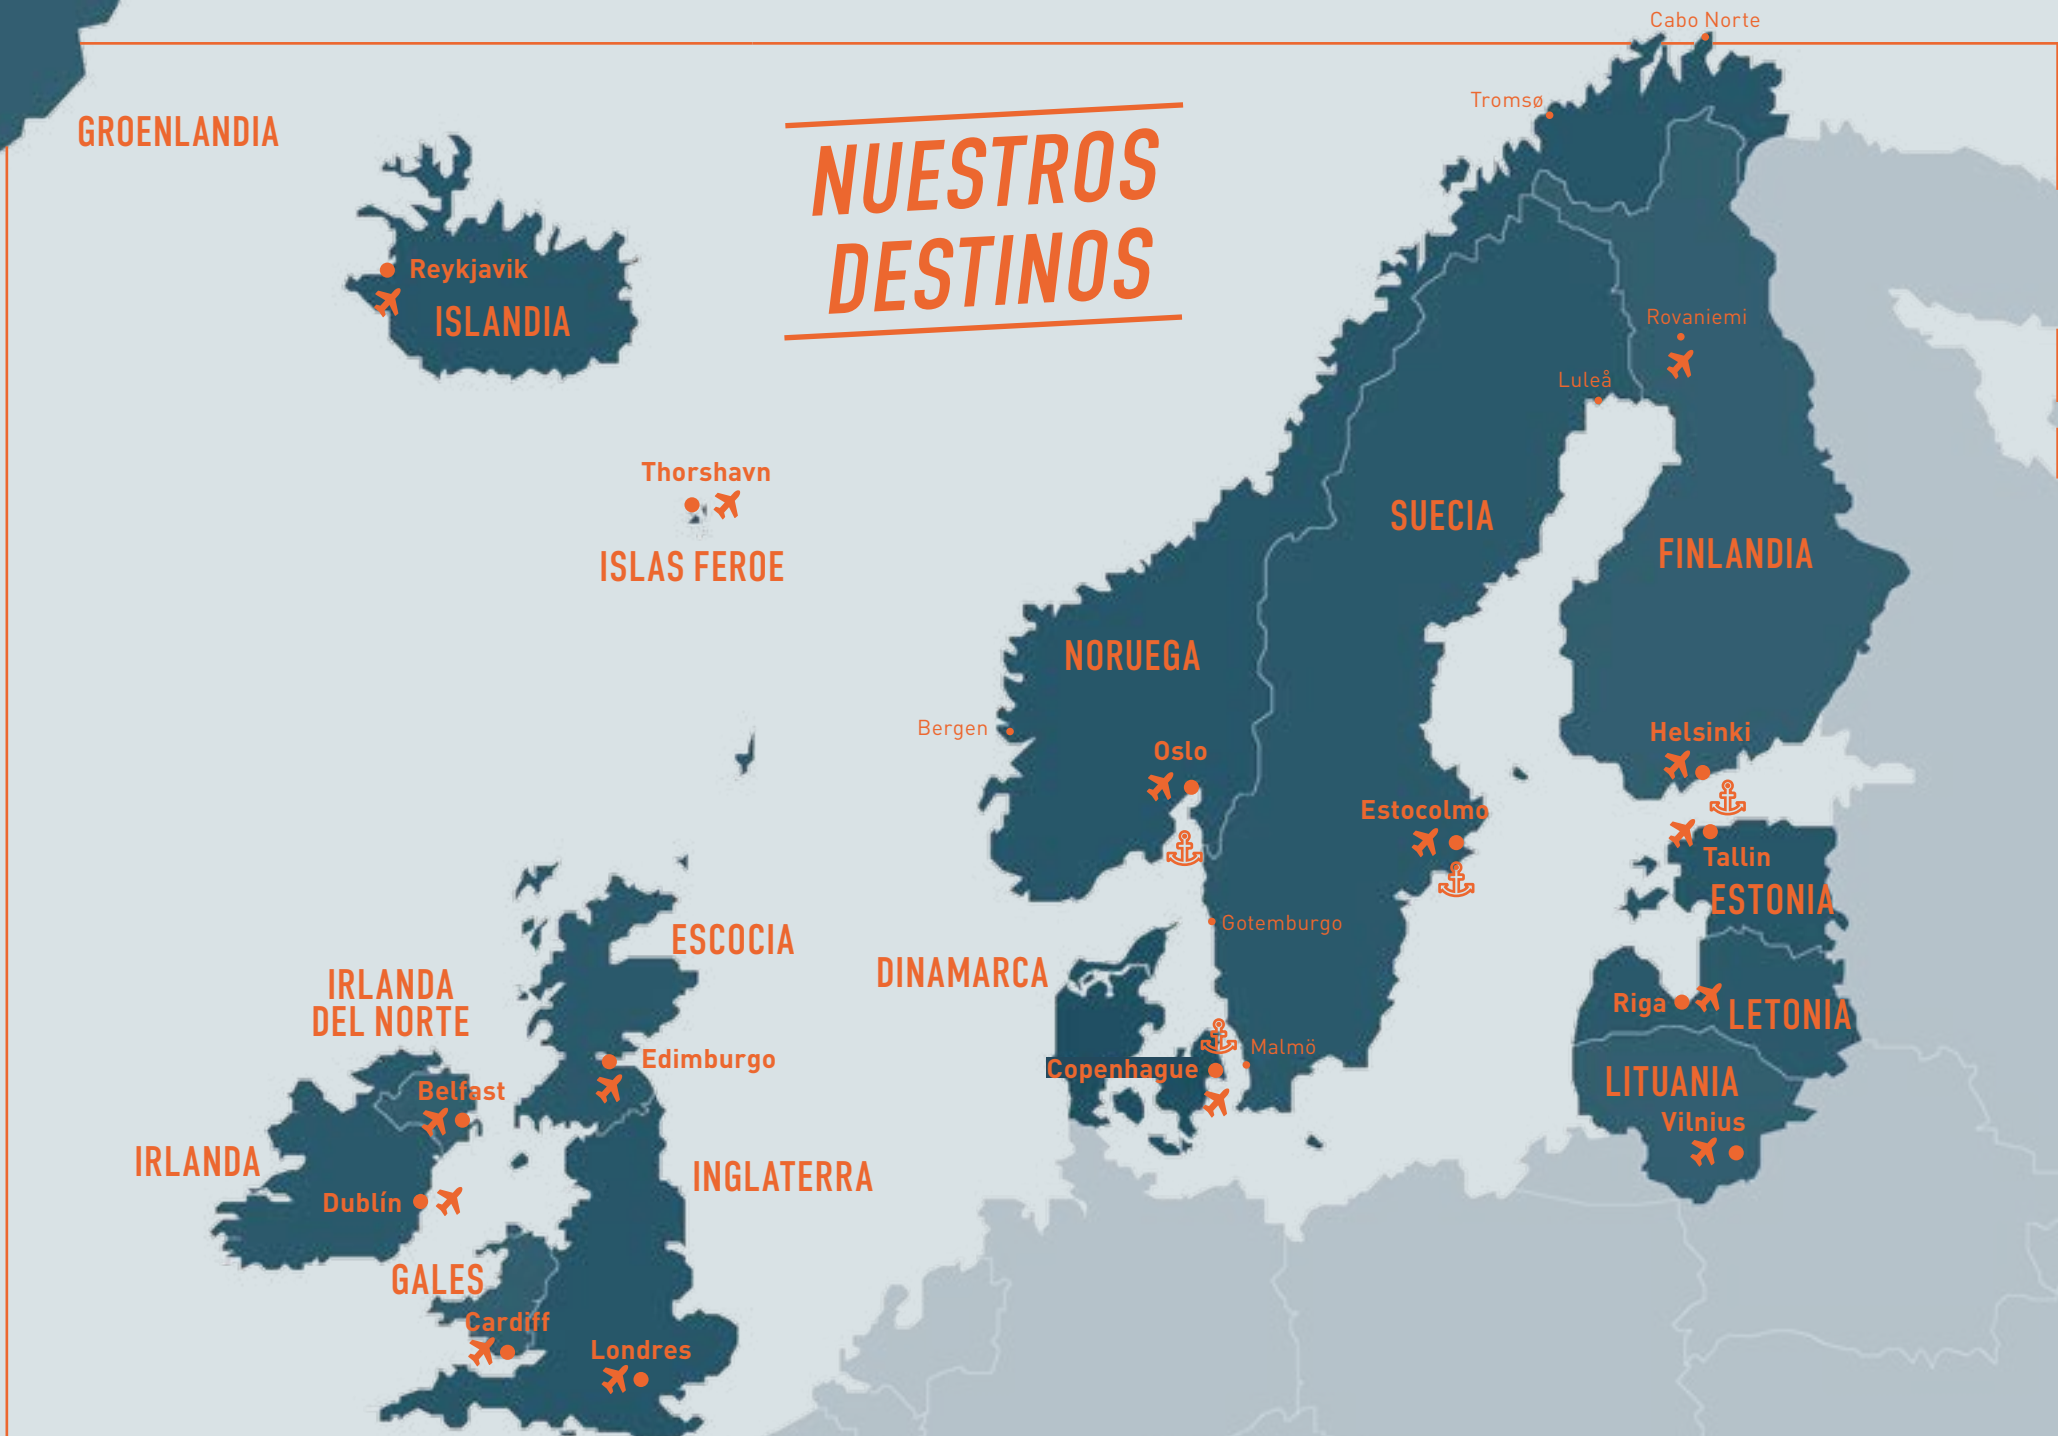 Cabo Norte
Tromsø
GROENLANDIA
NUESTROS
DESTINOS
Reykjavik
ISLANDIA
Rovaniemi
Luleå
Thorshavn
ISLAS FEROE
SUECIA
FINLANDIA
NORUEGA
Bergen
Oslo
Helsinki
Estocolmo
Tallin
ESTONIA
Gotemburgo
ESCOCIA
DINAMARCA
IRLANDA
DEL NORTE
Riga
LETONIA
Edimburgo
Malmö
Copenhague
Belfast
LITUANIA
Vilnius
IRLANDA
INGLATERRA
Dublín
GALES
Cardiff
Londres